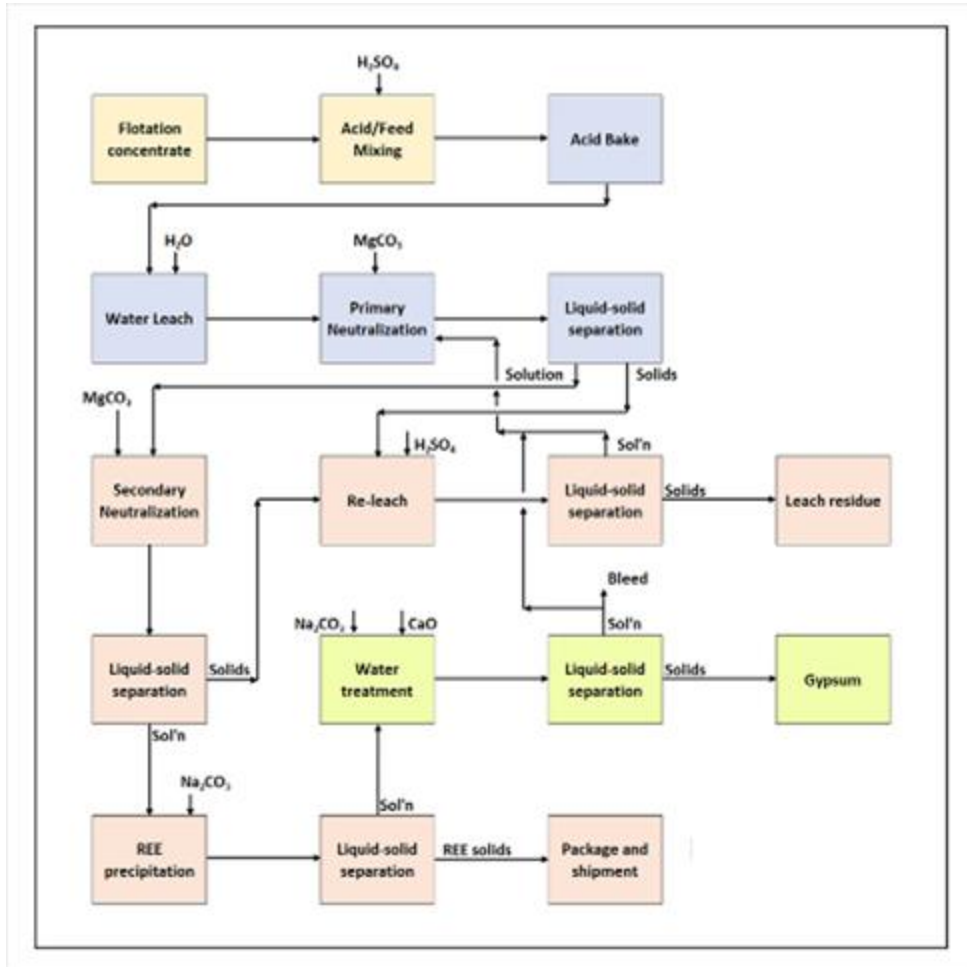 H₂SO₄
Flotation
concentrate
Acid/Feed
Mixing
Acid Bake
H₂O
MgCO₃
Water Leach
Primary
Neutralization
Liquid-solid
separation
Solution
Solids
MgCO₃
H₂SO₄
Sol'n
Secondary
Neutralization
Re-leach
Liquid-solid
separation
Solids
Leach residue
Bleed
Na₂CO₃
CaO
Sol'n
Liquid-solid
separation
Solids
Water
treatment
Liquid-solid
separation
Solids
Gypsum
Sol'n
Na₂CO₃
Sol'n
REE
precipitation
Liquid-solid
separation
REE solids
Package and
shipment